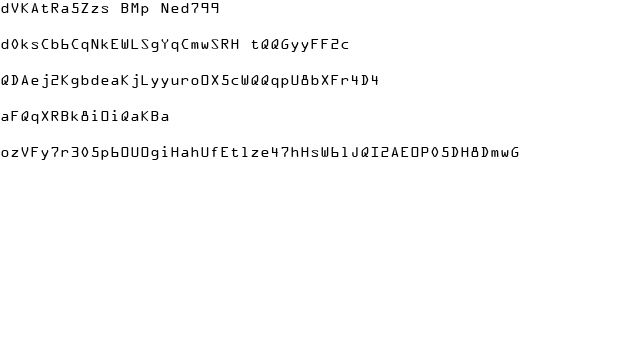 dVKAtRa5Zzs BMp Ned799
d0ksCb6CqNkEWLSgYqCmwSRH tQQGyyFF2c
QDAej2KgbdeaKjLyyuroOX5cWQQqpU8bXFr4D4
aFQqXRBk8iOiQaKBa
ozVFy7r305p6OUOgiHahUfEtlze47hHsW6lJQI2AEOP05DH8DmwG